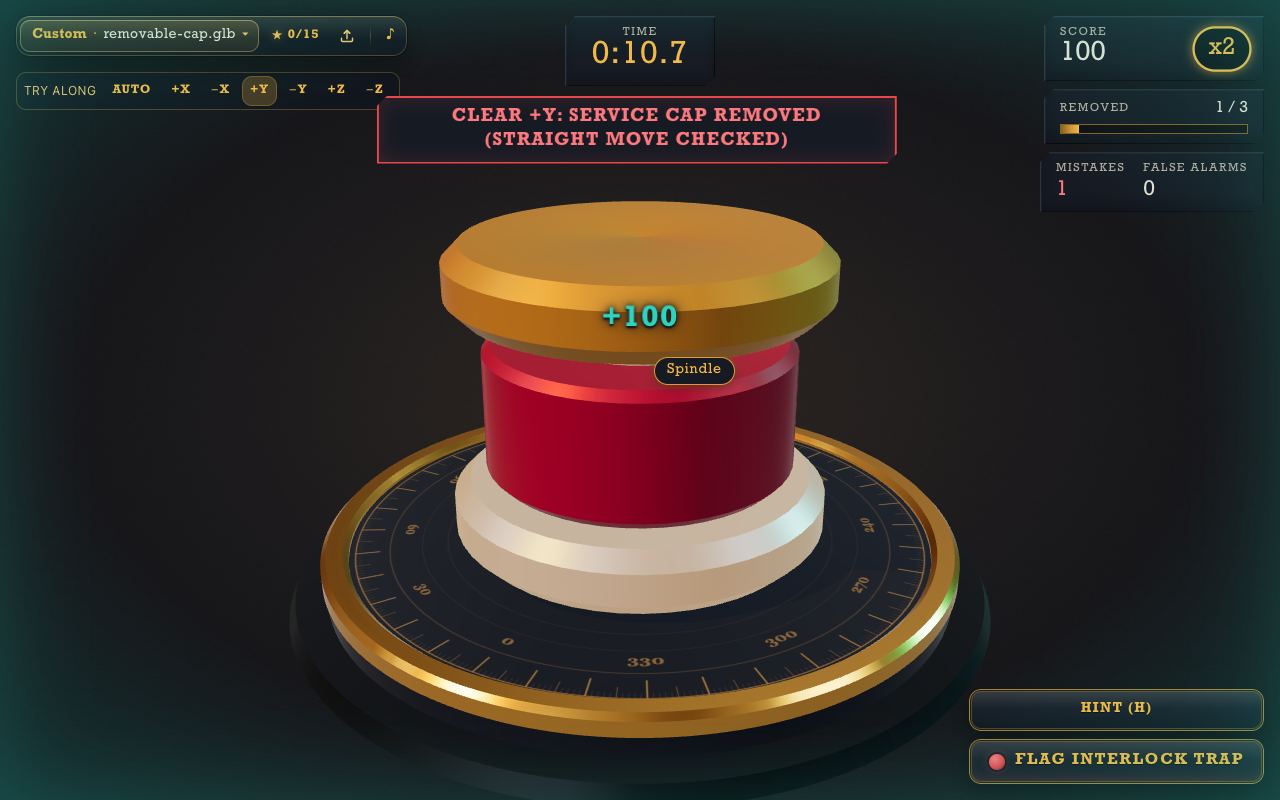 Custom · removable-cap.glb
★ 0/15
♪
TRY ALONG AUTO +X −X +Y −Y +Z −Z
TIME
0:10.7
SCORE
100
x2
REMOVED 1 / 3
MISTAKES FALSE ALARMS
1 0
CLEAR +Y: SERVICE CAP REMOVED
(STRAIGHT MOVE CHECKED)
+100
Spindle
60
30
0
330
300
270
240
HINT (H)
FLAG INTERLOCK TRAP